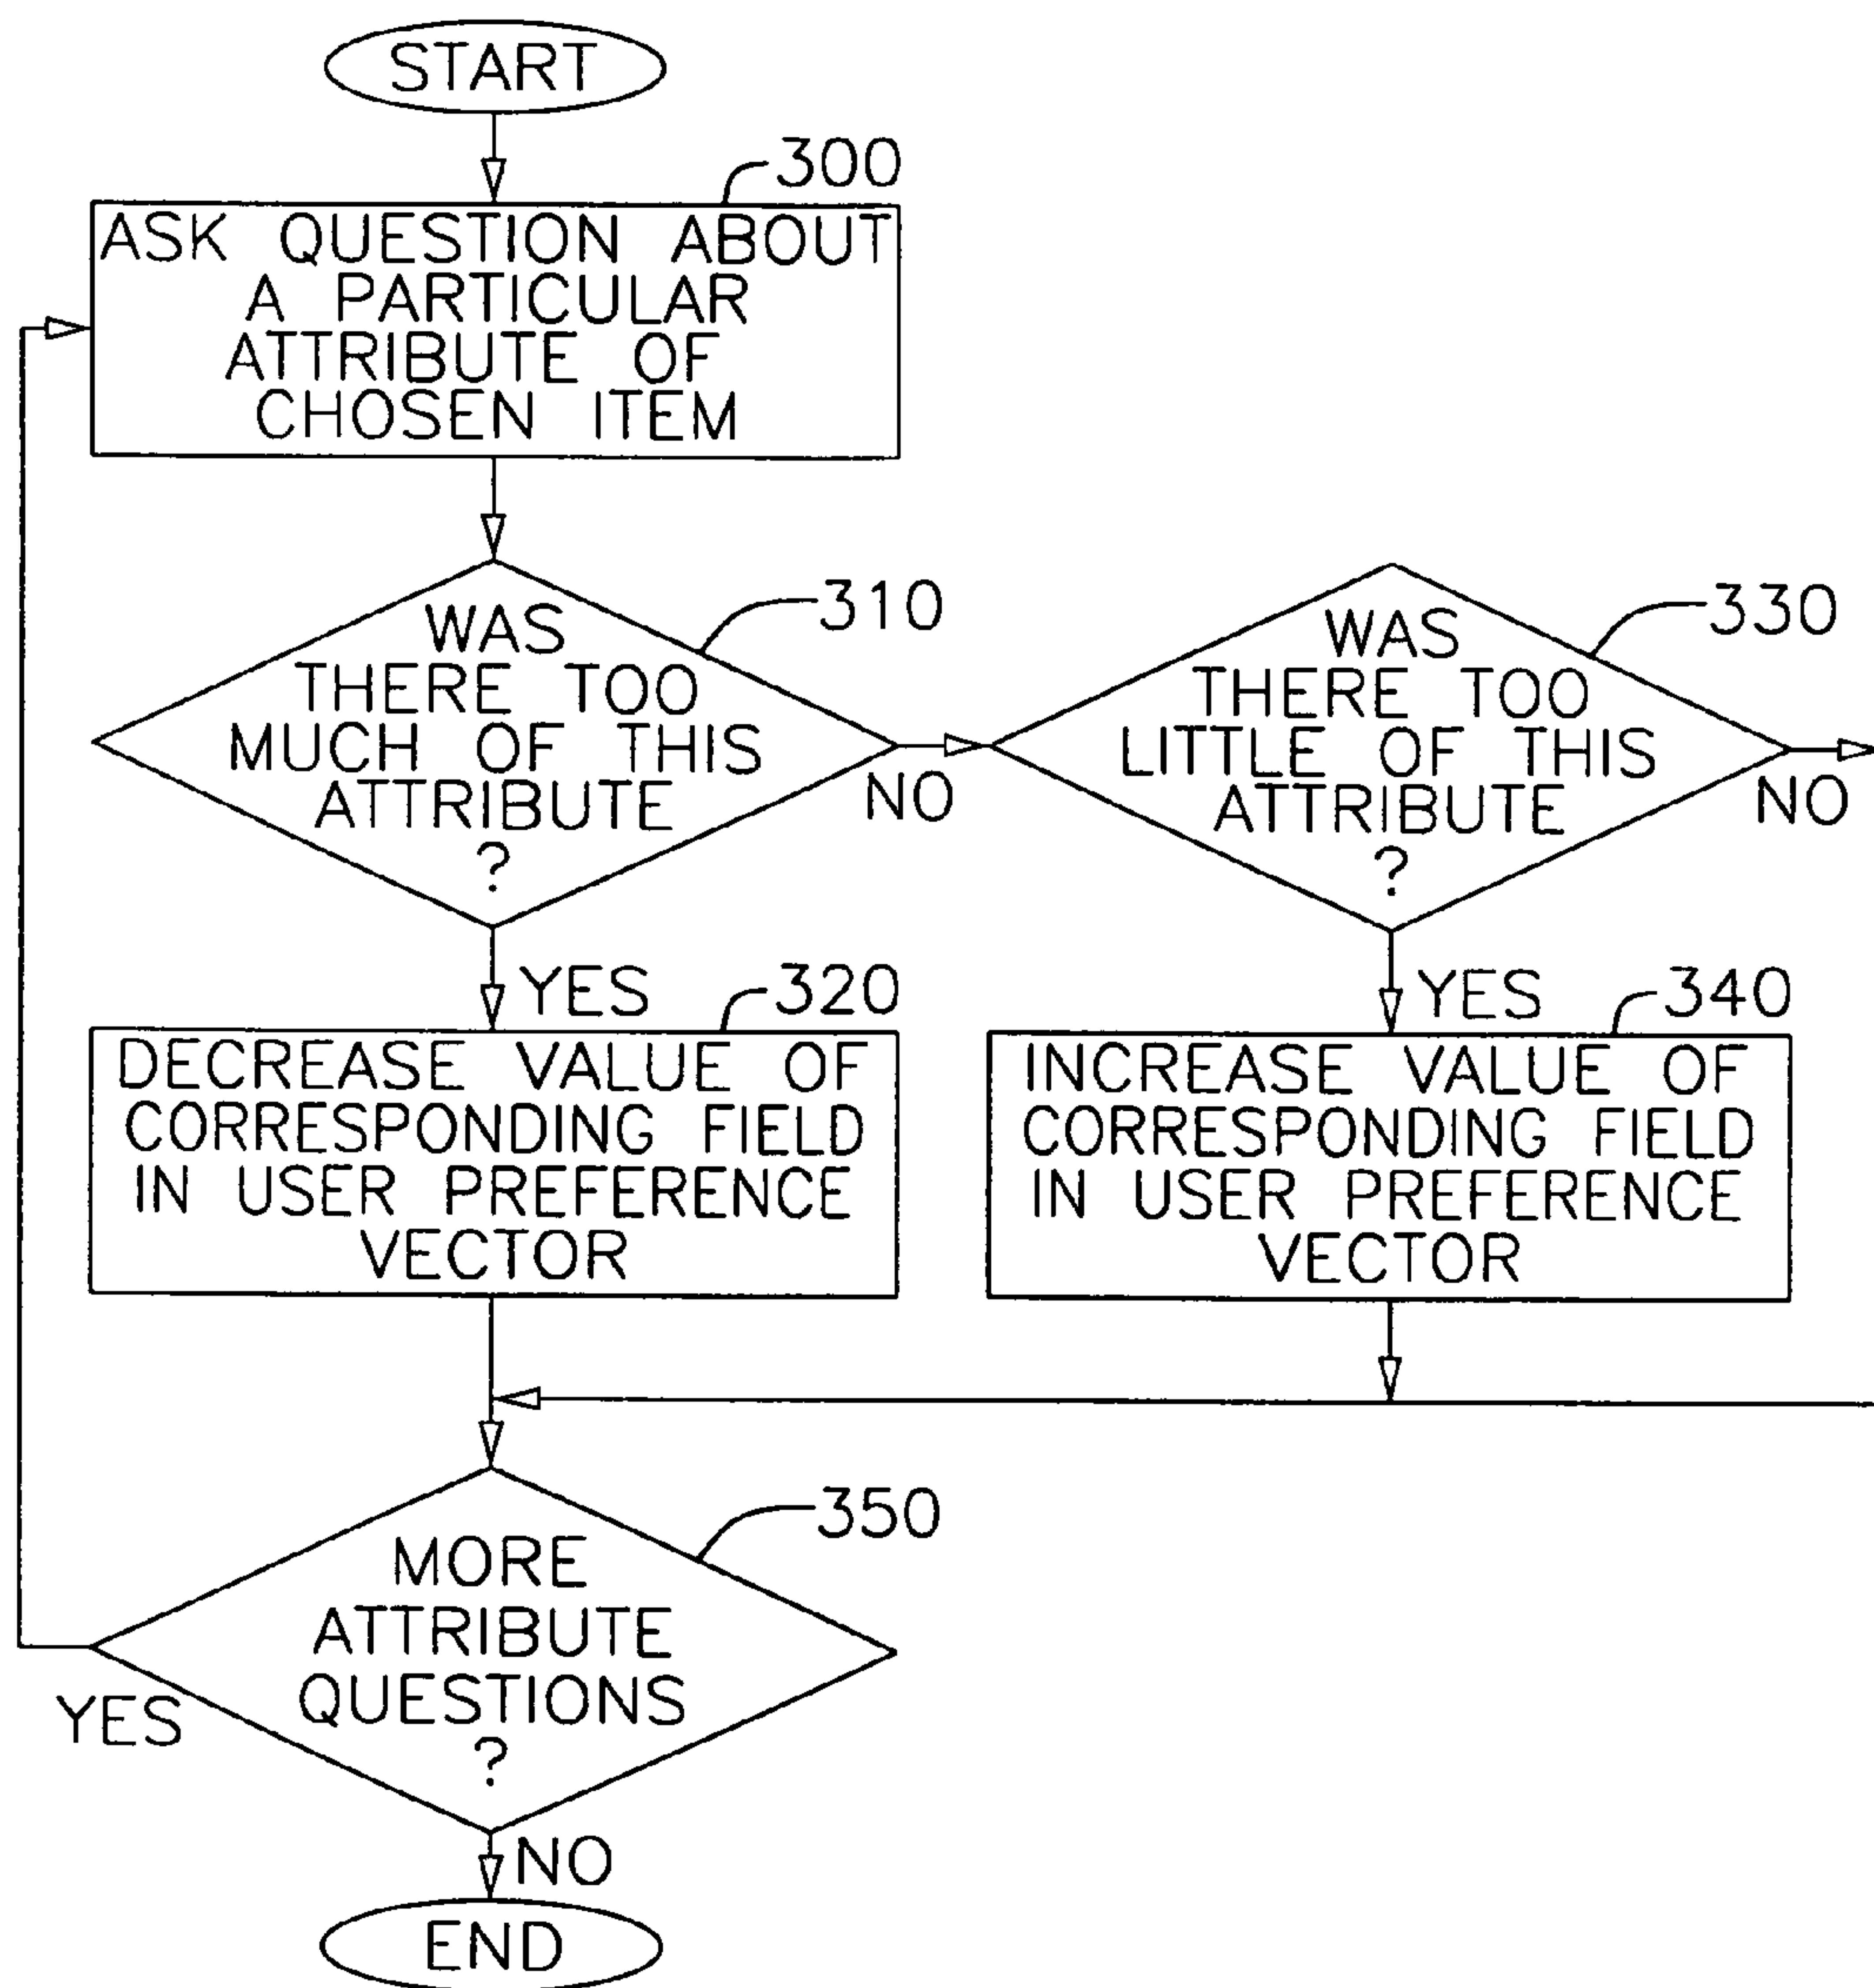 START
300
ASK QUESTION ABOUT
A PARTICULAR
ATTRIBUTE OF
CHOSEN ITEM
310
WAS
THERE TOO
MUCH OF THIS
ATTRIBUTE
?
NO
330
WAS
THERE TOO
LITTLE OF THIS
ATTRIBUTE
?
NO
YES
320
DECREASE VALUE OF
CORRESPONDING FIELD
IN USER PREFERENCE
VECTOR
YES
340
INCREASE VALUE OF
CORRESPONDING FIELD
IN USER PREFERENCE
VECTOR
350
MORE
ATTRIBUTE
QUESTIONS
?
YES
NO
END